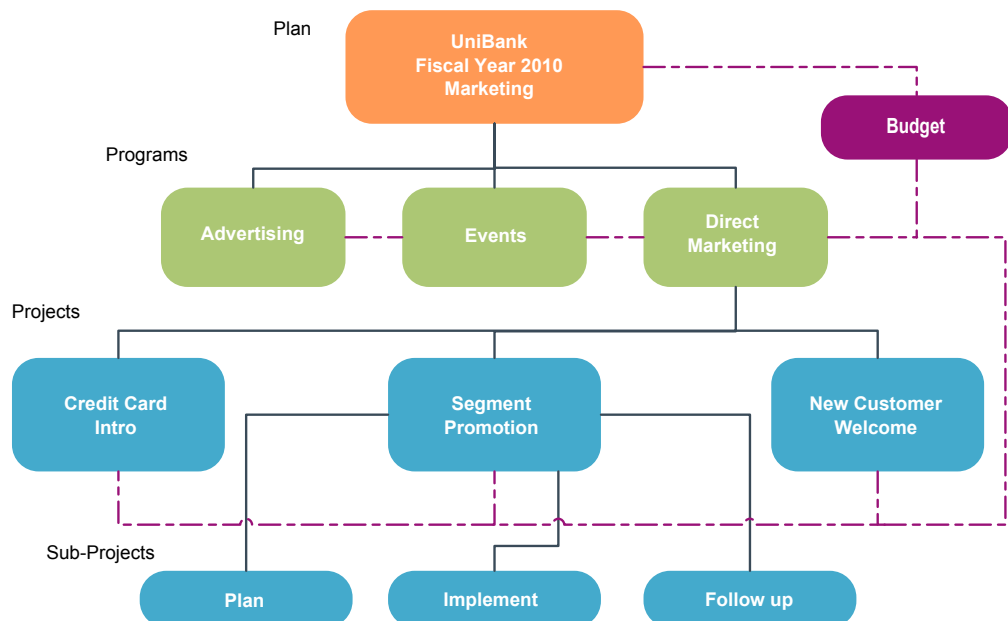 Plan
UniBank
Fiscal Year 2010
Marketing
Budget
Programs
Advertising
Events
Direct
Marketing
Projects
Credit Card
Intro
Segment
Promotion
New Customer
Welcome
Sub-Projects
Plan
Implement
Follow up